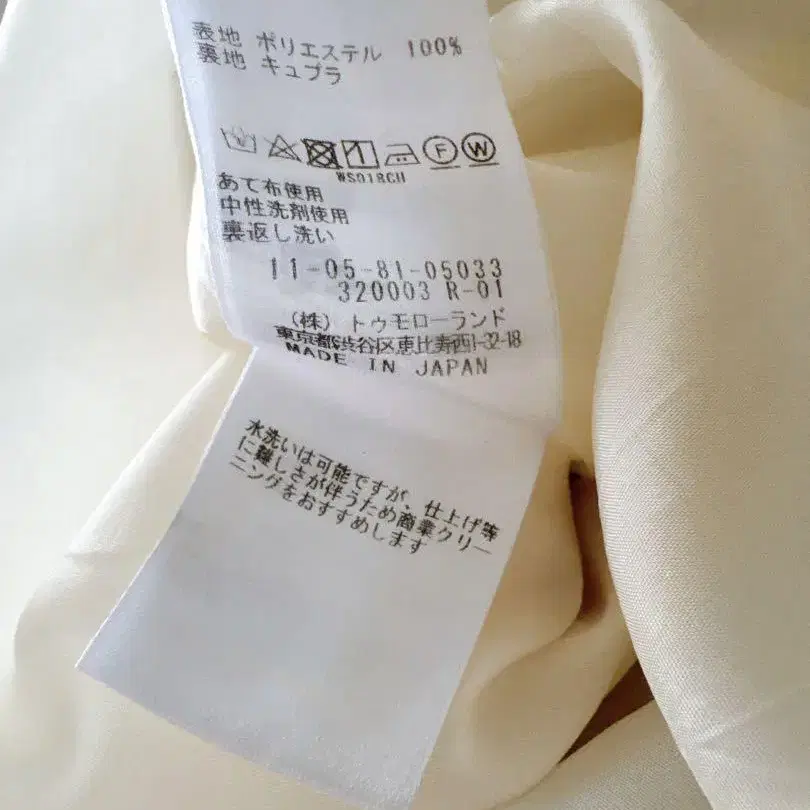 表地 ポリエステル 100%
裏地 キュプラ
F W
WS018CH
あて布使用
中性洗剤使用
裏返し洗い
11-05-81-05033
320003 R-01
(株) トゥモローランド
東京都渋谷区恵比寿西1-32-18
MADE IN JAPAN
水洗いは可能ですが、仕上げ等
に難しさが伴うため商業クリー
ニングをおすすめします